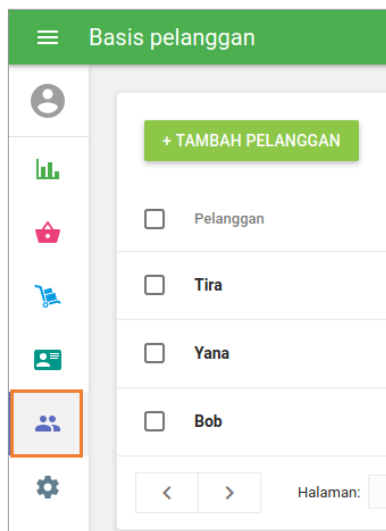 Basis pelanggan
+ TAMBAH PELANGGAN
Pelanggan
Tira
Yana
Bob
Halaman: